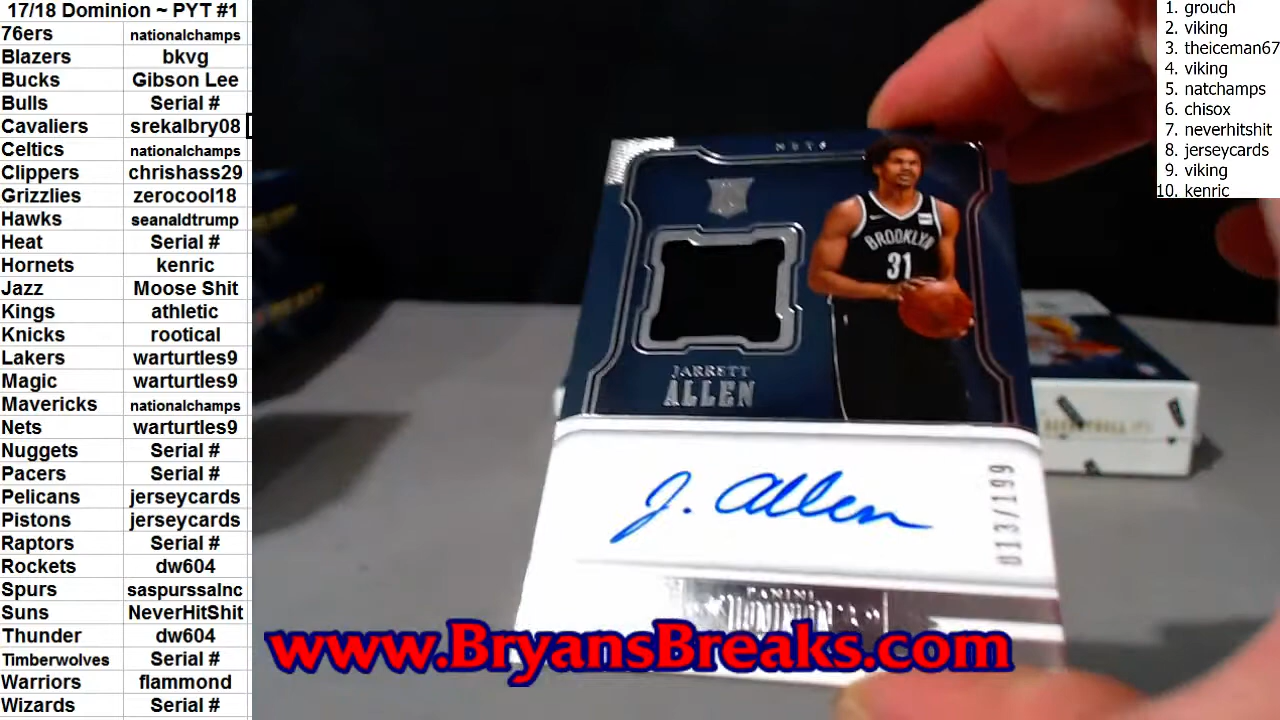 17/18 Dominion ~ PYT #1
76ers nationalchamps
Blazers bkvg
Bucks Gibson Lee
Bulls Serial #
Cavaliers srekalbry08
Celtics nationalchamps
Clippers chrishass29
Grizzlies zerocool18
Hawks seanaldtrump
Heat Serial #
Hornets kenric
Jazz Moose Shit
Kings athletic
Knicks rootical
Lakers warturtles9
Magic warturtles9
Mavericks nationalchamps
Nets warturtles9
Nuggets Serial #
Pacers Serial #
Pelicans jerseycards
Pistons jerseycards
Raptors Serial #
Rockets dw604
Spurs saspurssalnc
Suns NeverHitShit
Thunder dw604
Timberwolves Serial #
Warriors flammond
Wizards Serial #
1. grouch
2. viking
3. theiceman67
4. viking
5. natchamps
6. chisox
7. neverhitshit
8. jerseycards
9. viking
10. kenric
NETS
BROOKLYN
31
JARRETT
ALLEN
J. Allen
013/199
PANINI
www.BryansBreaks.com